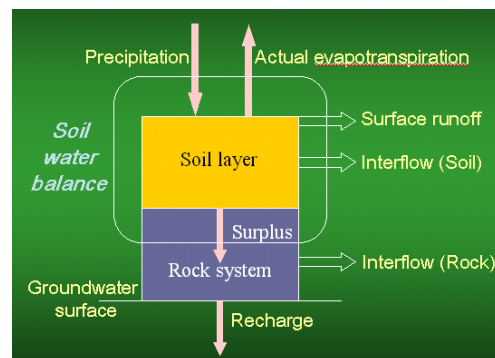 Precipitation
Actual evapotranspiration
Surface runoff
Soil
water
balance
Soil layer
Interflow (Soil)
Surplus
Rock system
Interflow (Rock)
Groundwater
surface
Recharge